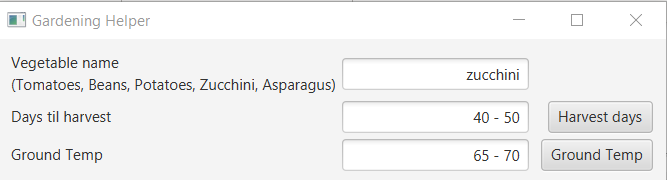 Gardening Helper
Vegetable name
(Tomatoes, Beans, Potatoes, Zucchini, Asparagus) zucchini
Days til harvest 40 - 50 Harvest days
Ground Temp 65 - 70 Ground Temp